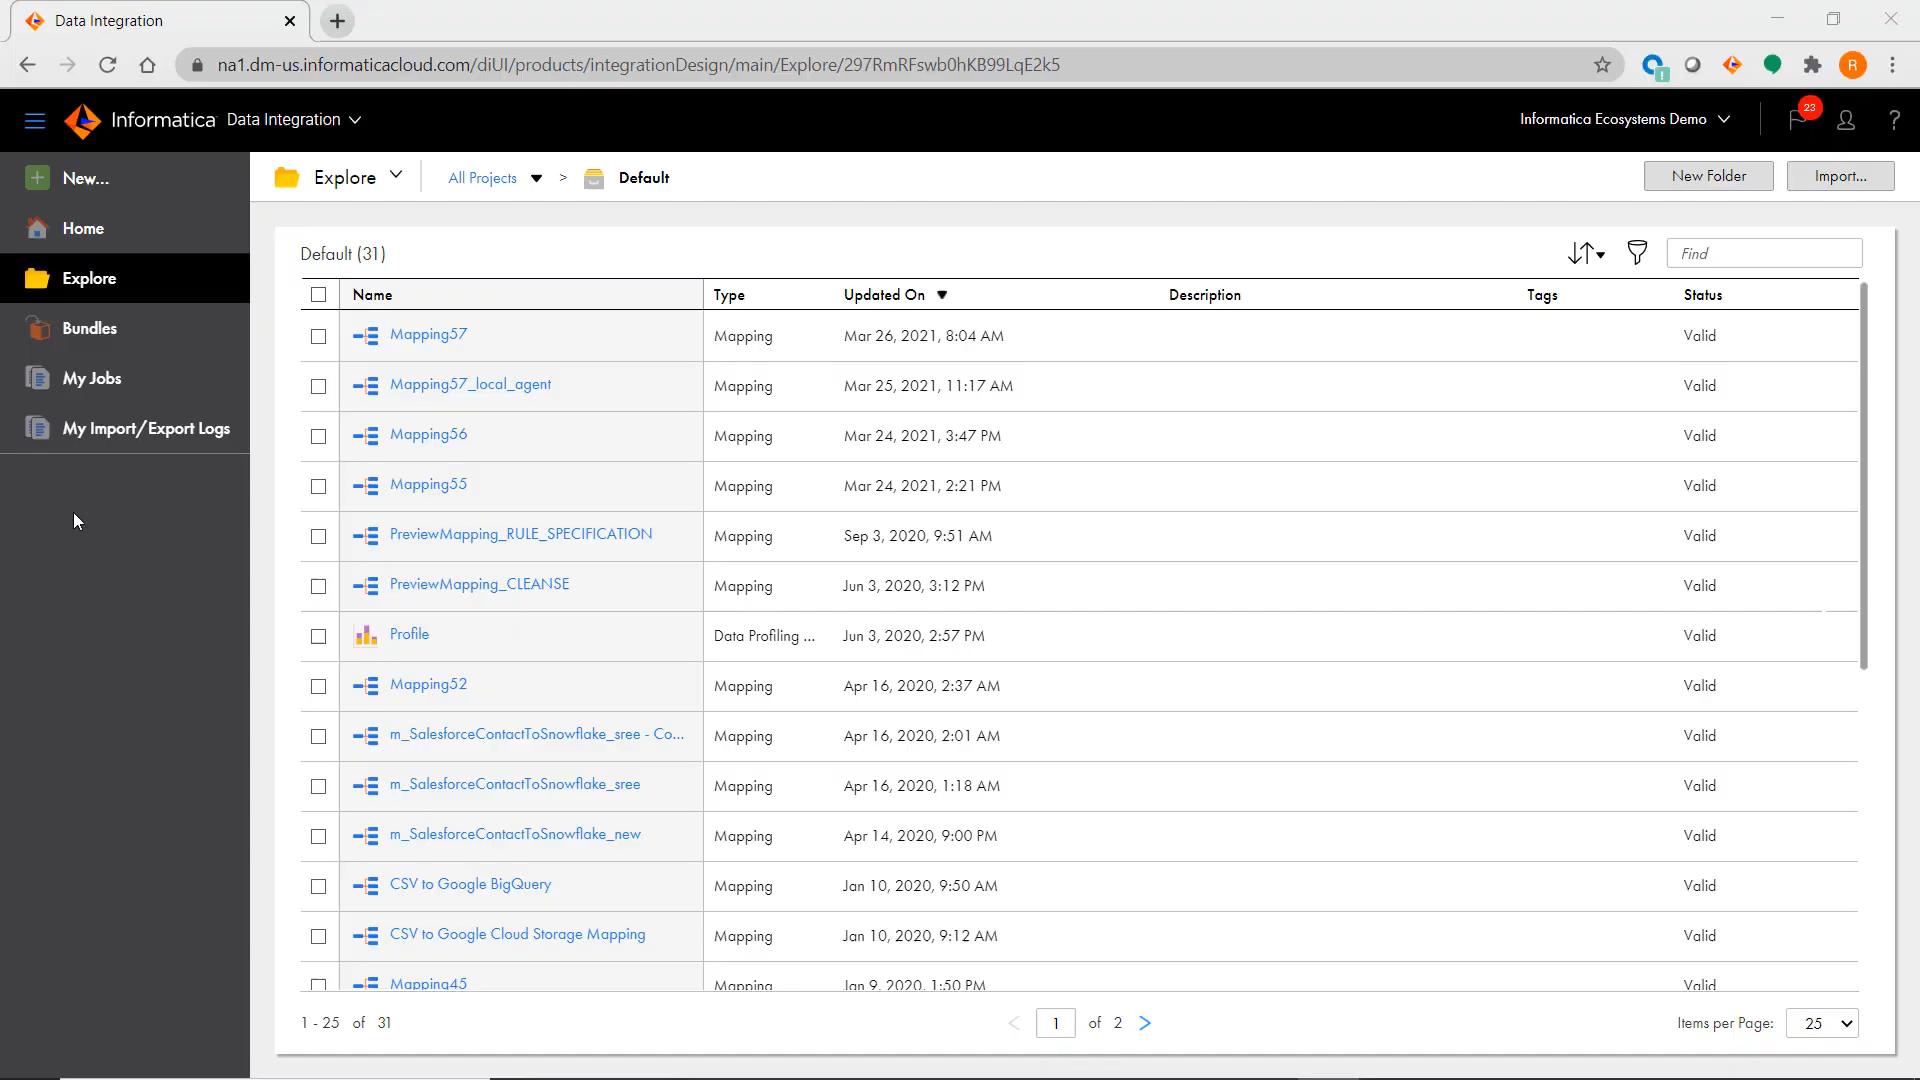 Data Integration
na1.dm-us.informaticacloud.com/diUI/products/integrationDesign/main/Explore/297RmRFswb0hKB99LqE2k5
R
Informatica Data Integration
Informatica Ecosystems Demo
23
?
New...
Home
Explore
Bundles
My Jobs
My Import/Export Logs
Explore All Projects > Default
New Folder Import...
Default (31)
Find
Name Type Updated On Description Tags Status
Mapping57 Mapping Mar 26, 2021, 8:04 AM Valid
Mapping57_local_agent Mapping Mar 25, 2021, 11:17 AM Valid
Mapping56 Mapping Mar 24, 2021, 3:47 PM Valid
Mapping55 Mapping Mar 24, 2021, 2:21 PM Valid
PreviewMapping_RULE_SPECIFICATION Mapping Sep 3, 2020, 9:51 AM Valid
PreviewMapping_CLEANSE Mapping Jun 3, 2020, 3:12 PM Valid
Profile Data Profiling ... Jun 3, 2020, 2:57 PM Valid
Mapping52 Mapping Apr 16, 2020, 2:37 AM Valid
m_SalesforceContactToSnowflake_sree - Co... Mapping Apr 16, 2020, 2:01 AM Valid
m_SalesforceContactToSnowflake_sree Mapping Apr 16, 2020, 1:18 AM Valid
m_SalesforceContactToSnowflake_new Mapping Apr 14, 2020, 9:00 PM Valid
CSV to Google BigQuery Mapping Jan 10, 2020, 9:50 AM Valid
CSV to Google Cloud Storage Mapping Mapping Jan 10, 2020, 9:12 AM Valid
Mapping45 Mapping Jan 9, 2020, 1:50 PM Valid
1 - 25 of 31
1 of 2
Items per Page: 25